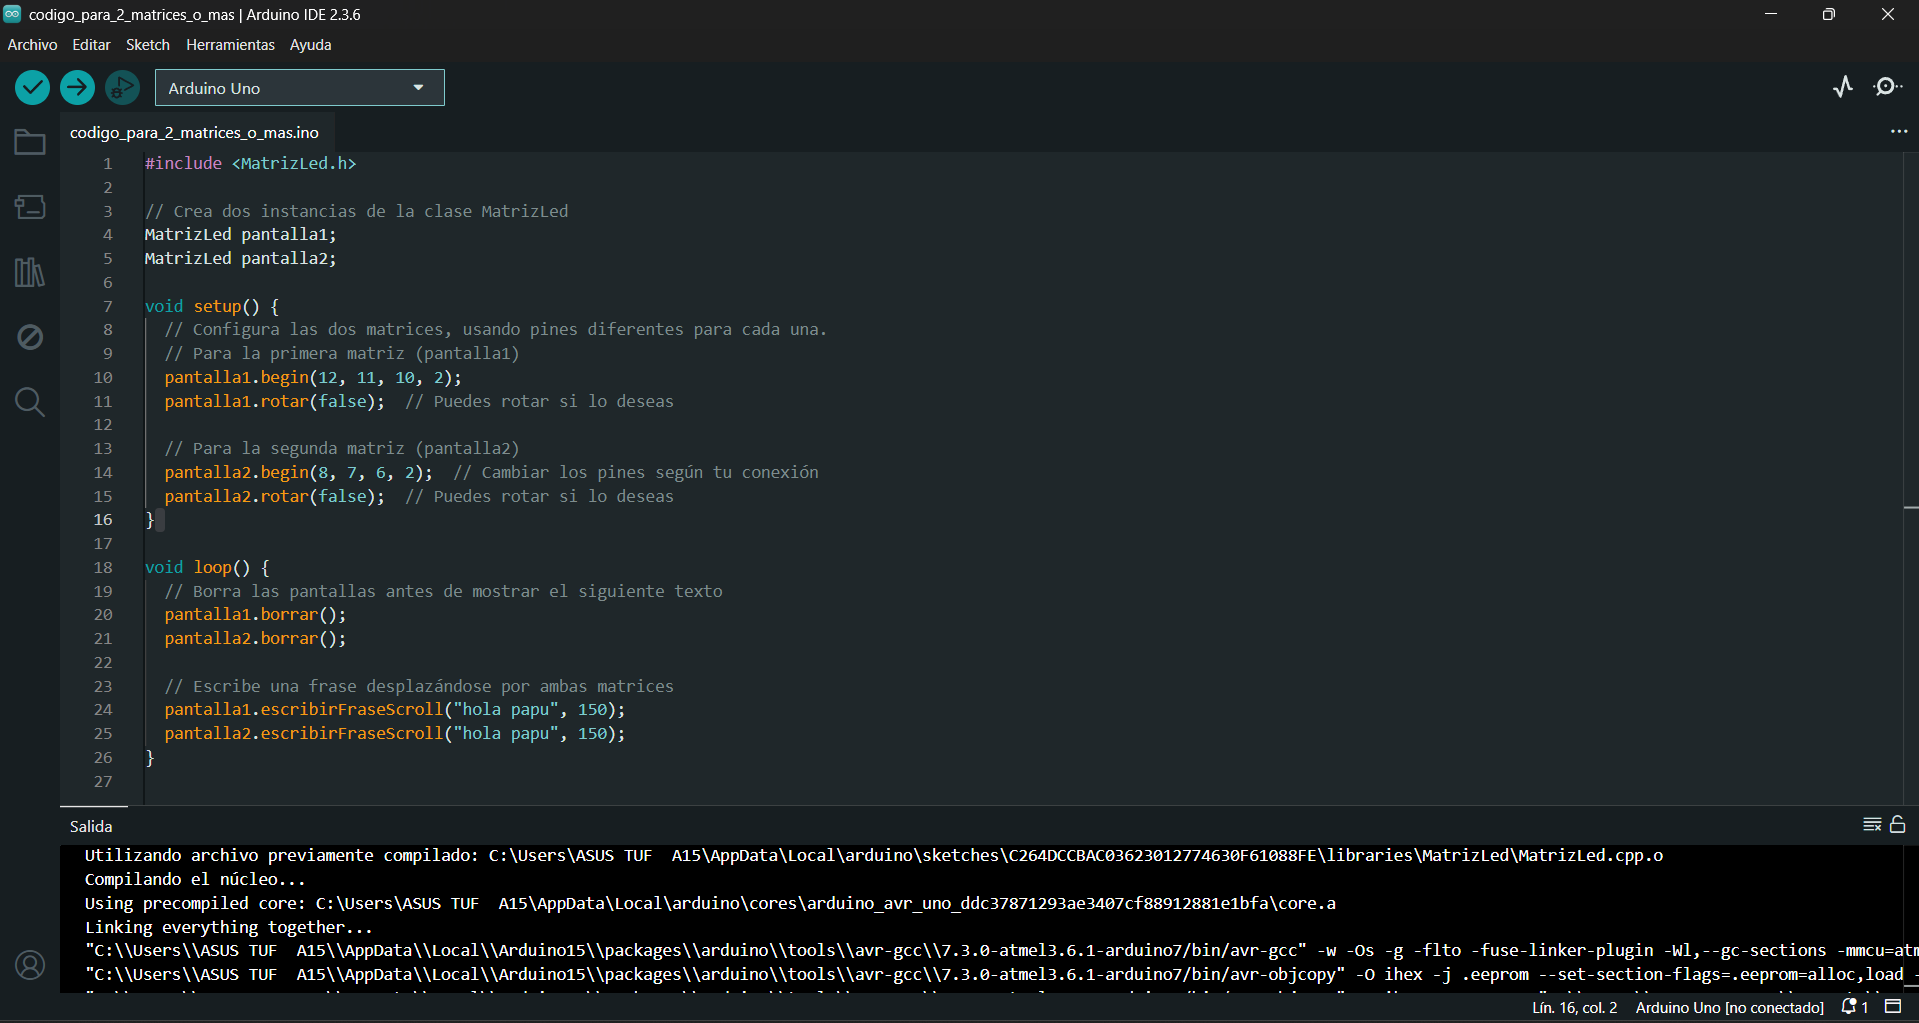 codigo_para_2_matrices_o_mas | Arduino IDE 2.3.6
Archivo Editar Sketch Herramientas Ayuda
Arduino Uno
codigo_para_2_matrices_o_mas.ino
1 #include <MatrizLed.h>
2
3 // Crea dos instancias de la clase MatrizLed
4 MatrizLed pantalla1;
5 MatrizLed pantalla2;
6
7 void setup() {
8 // Configura las dos matrices, usando pines diferentes para cada una.
9 // Para la primera matriz (pantalla1)
10 pantalla1.begin(12, 11, 10, 2);
11 pantalla1.rotar(false); // Puedes rotar si lo deseas
12
13 // Para la segunda matriz (pantalla2)
14 pantalla2.begin(8, 7, 6, 2); // Cambiar los pines según tu conexión
15 pantalla2.rotar(false); // Puedes rotar si lo deseas
16 }
17
18 void loop() {
19 // Borra las pantallas antes de mostrar el siguiente texto
20 pantalla1.borrar();
21 pantalla2.borrar();
22
23 // Escribe una frase desplazándose por ambas matrices
24 pantalla1.escribirFraseScroll("hola papu", 150);
25 pantalla2.escribirFraseScroll("hola papu", 150);
26 }
27
Salida
Utilizando archivo previamente compilado: C:\Users\ASUS TUF  A15\AppData\Local\arduino\sketches\C264DCCBAC03623012774630F61088FE\libraries\MatrizLed\MatrizLed.cpp.o
Compilando el núcleo...
Using precompiled core: C:\Users\ASUS TUF  A15\AppData\Local\arduino\cores\arduino_avr_uno_ddc37871293ae3407cf88912881e1bfa\core.a
Linking everything together...
"C:\\Users\\ASUS TUF  A15\\AppData\\Local\\Arduino15\\packages\\arduino\\tools\\avr-gcc\\7.3.0-atmel3.6.1-arduino7/bin/avr-gcc" -w -Os -g -flto -fuse-linker-plugin -Wl,--gc-sections -mmcu=atm
"C:\\Users\\ASUS TUF  A15\\AppData\\Local\\Arduino15\\packages\\arduino\\tools\\avr-gcc\\7.3.0-atmel3.6.1-arduino7/bin/avr-objcopy" -O ihex -j .eeprom --set-section-flags=.eeprom=alloc,load -
Lín. 16, col. 2 Arduino Uno [no conectado] 1